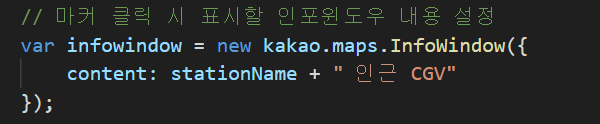 // 마커 클릭 시 표시할 인포윈도우 내용 설정
var infowindow = new kakao.maps.InfoWindow({
    content: stationName + " 인근 CGV"
});